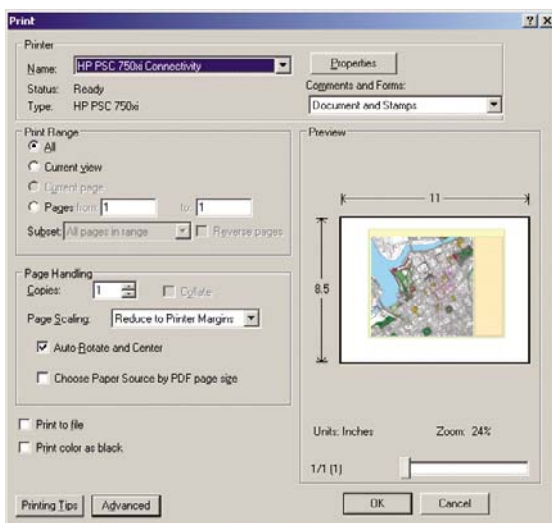 Print
Printer
Name: HP PSC 750xi Connectivity
Properties
Status: Ready
Comments and Forms:
Type: HP PSC 750xi
Document and Stamps
Print Range
All
Current view
Current page
Pages from: 1 to: 1
Subset: All pages in range Reverse pages
Page Handling
Copies: 1 Collate
Page Scaling: Reduce to Printer Margins
Auto Rotate and Center
Choose Paper Source by PDF page size
Print to file
Print color as black
Preview
11
8.5
Units: Inches Zoom: 24%
1/1 (1)
Printing Tips Advanced OK Cancel